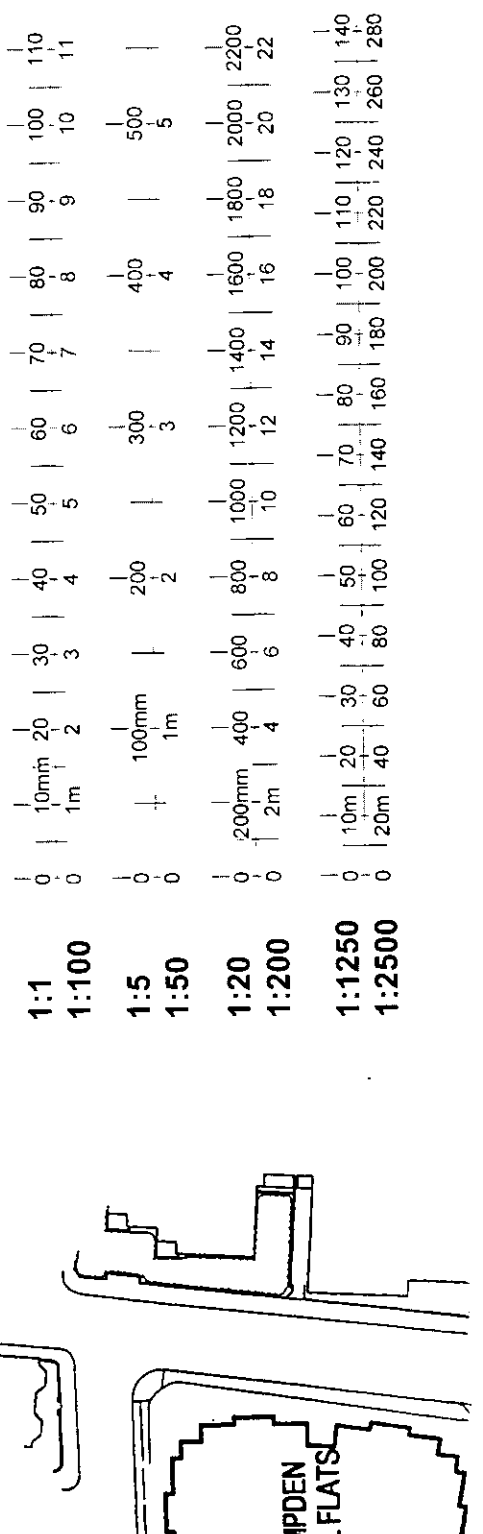 1:1 0 10mm 20 30 40 50 60 70 80 90 100 110
1:100 0 1m 2 3 4 5 6 7 8 9 10 11
1:5 0 100mm 200 300 400 500
1:50 0 1m 2 3 4 5
1:20 0 200mm 400 600 800 1000 1200 1400 1600 1800 2000 2200
1:200 0 2m 4 6 8 10 12 14 16 18 20 22
1:1250 0 10m 20 30 40 50 60 70 80 90 100 110 120 130 140
1:2500 0 20m 40 60 80 100 120 140 160 180 200 220 240 260 280
MPDEN
. FLATS